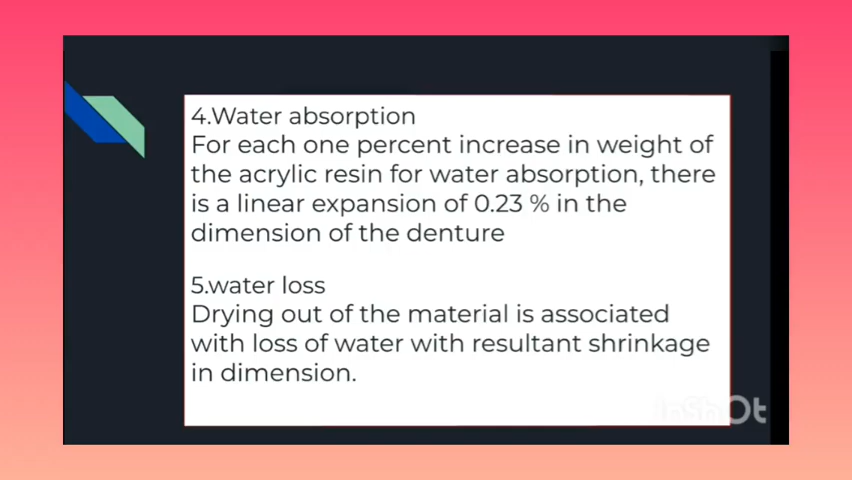 4.Water absorption
For each one percent increase in weight of
the acrylic resin for water absorption, there
is a linear expansion of 0.23 % in the
dimension of the denture
5.water loss
Drying out of the material is associated
with loss of water with resultant shrinkage
in dimension.
InShOt